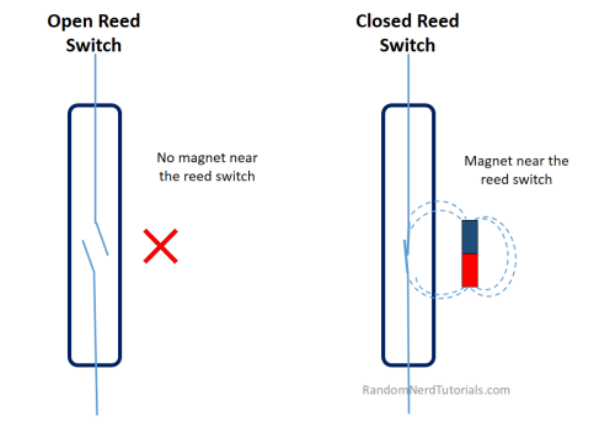 Open Reed
Switch
Closed Reed
Switch
No magnet near
the reed switch
Magnet near the
reed switch
RandomNerdTutorials.com